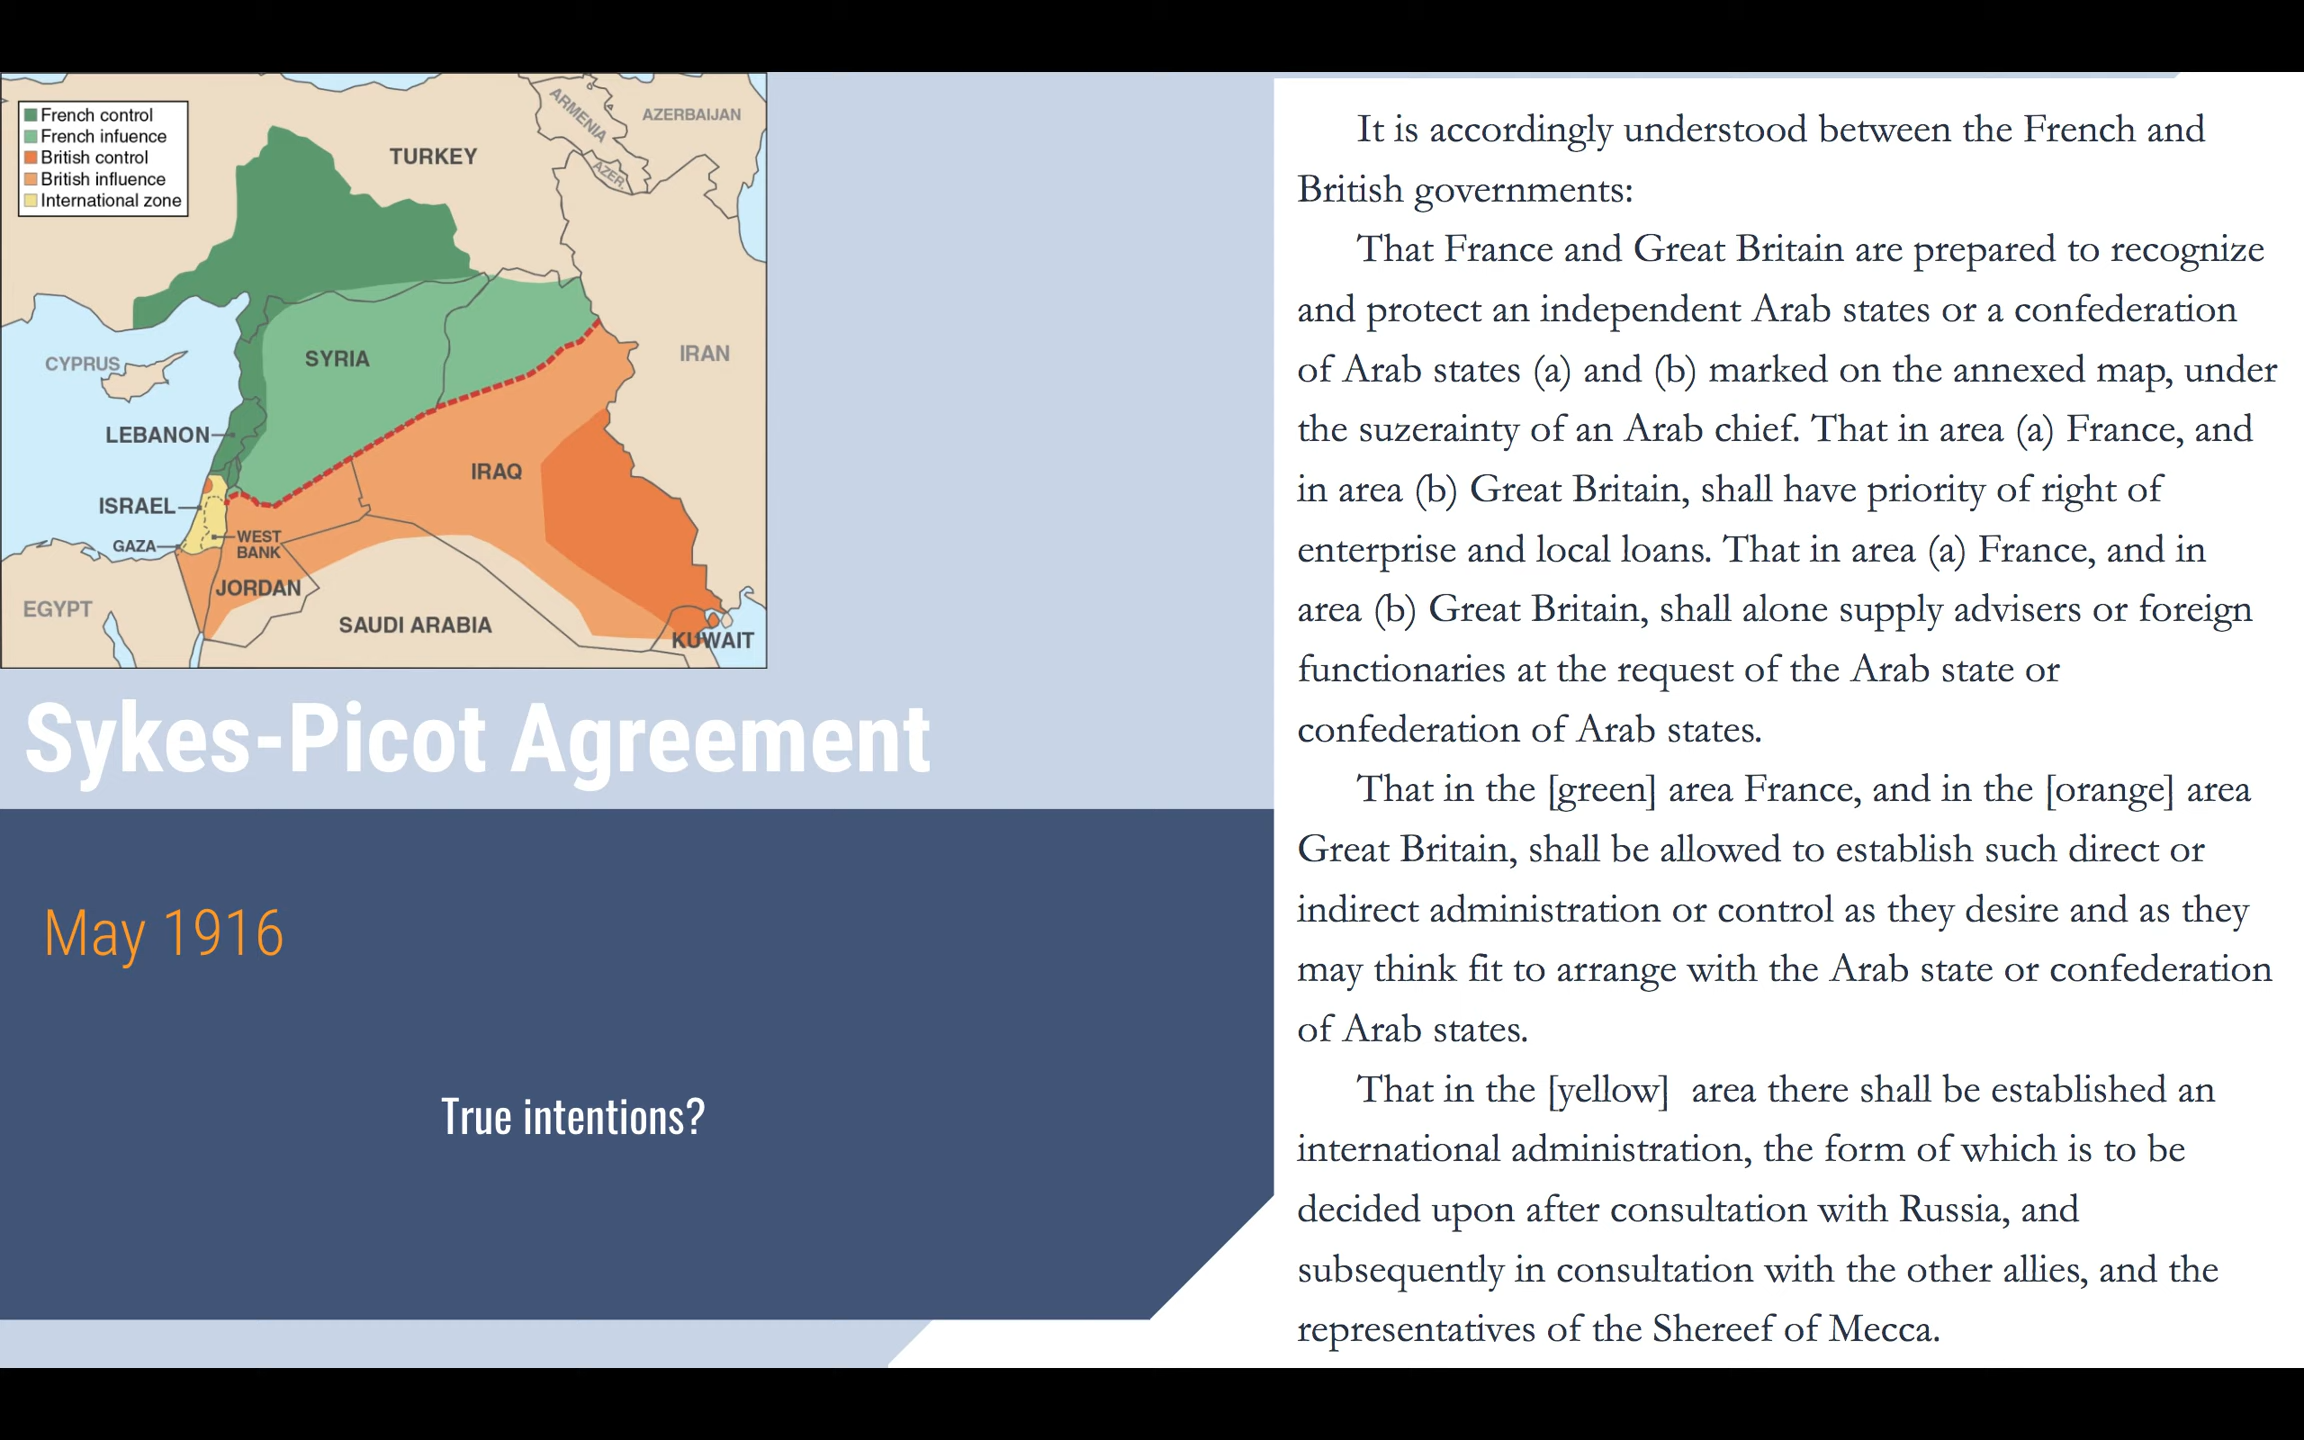 French control
French infuence
British control
British influence
International zone
ARMENIA
AZERBAIJAN
AZER.
TURKEY
CYPRUS
SYRIA
IRAN
LEBANON
IRAQ
ISRAEL
GAZA
WEST
BANK
JORDAN
EGYPT
SAUDI ARABIA
KUWAIT
Sykes-Picot Agreement
May 1916
True intentions?
It is accordingly understood between the French and
British governments:
That France and Great Britain are prepared to recognize
and protect an independent Arab states or a confederation
of Arab states (a) and (b) marked on the annexed map, under
the suzerainty of an Arab chief. That in area (a) France, and
in area (b) Great Britain, shall have priority of right of
enterprise and local loans. That in area (a) France, and in
area (b) Great Britain, shall alone supply advisers or foreign
functionaries at the request of the Arab state or
confederation of Arab states.
That in the [green] area France, and in the [orange] area
Great Britain, shall be allowed to establish such direct or
indirect administration or control as they desire and as they
may think fit to arrange with the Arab state or confederation
of Arab states.
That in the [yellow] area there shall be established an
international administration, the form of which is to be
decided upon after consultation with Russia, and
subsequently in consultation with the other allies, and the
representatives of the Shereef of Mecca.